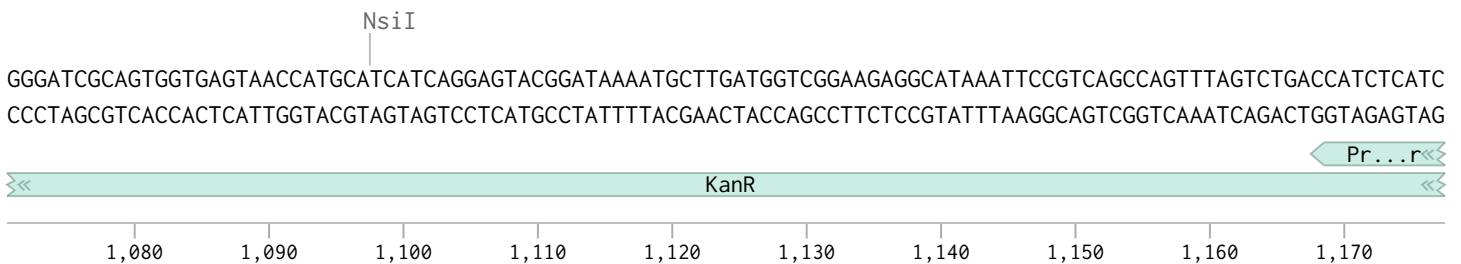 NsiI
GGGATCGCAGTGGTGAGTAACCATGCATCATCAGGAGTACGGATAAAATGCTTGATGGTCGGAAGAGGCATAAATTCCGTCAGCCAGTTTAGTCTGACCATCTCATC
CCCTAGCGTCACCACTCATTGGTACGTAGTAGTCCTCATGCCTATTTTACGAACTACCAGCCTTCTCCGTATTTAAGGCAGTCGGTCAAATCAGACTGGTAGAGTAG
Pr...r
KanR
1,080 1,090 1,100 1,110 1,120 1,130 1,140 1,150 1,160 1,170